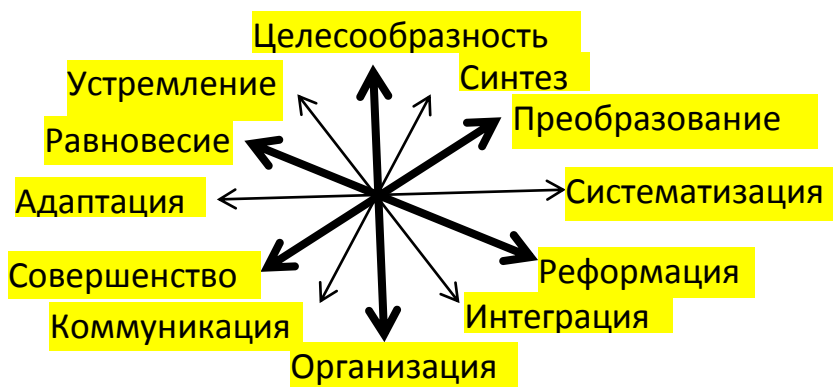 Целесообразность
Устремление
Синтез
Преобразование
Равновесие
Адаптация
Систематизация
Совершенство
Реформация
Коммуникация
Интеграция
Организация